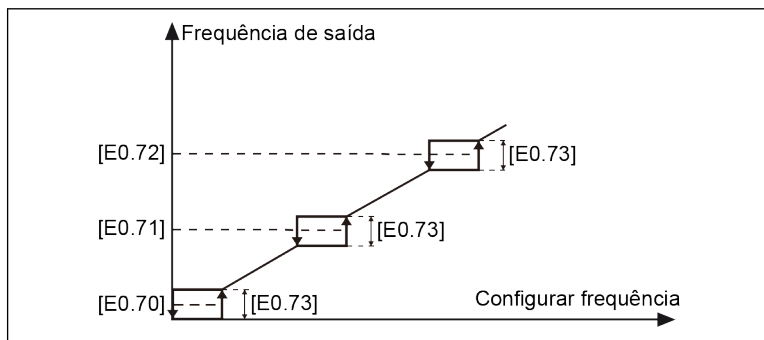 Frequência de saída
[E0.72]
[E0.73]
[E0.71]
[E0.73]
[E0.70]
[E0.73]
Configurar frequência